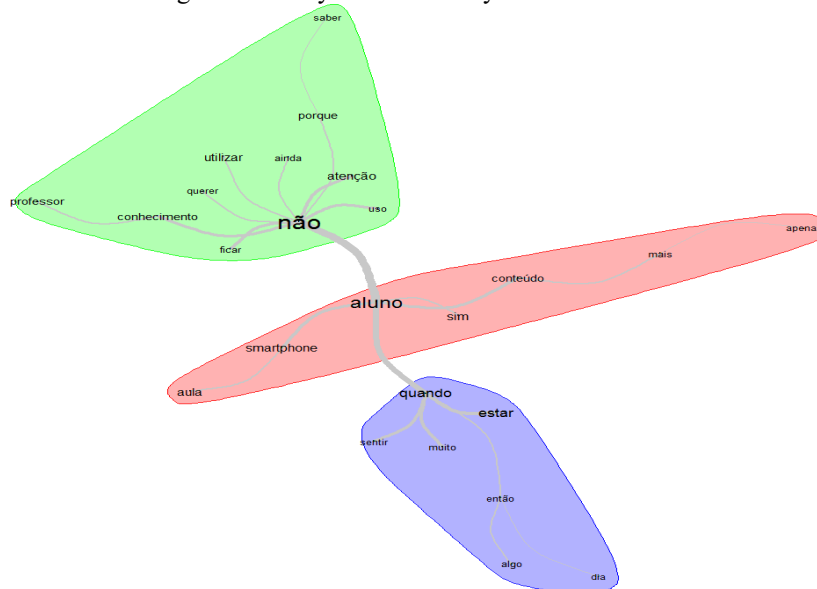 saber
porque
utilizar
ainda
atenção
professor
querer
uso
conhecimento
não
ficar
apena
mais
conteúdo
aluno
sim
smartphone
aula
quando
estar
sentir
muito
então
algo
dia